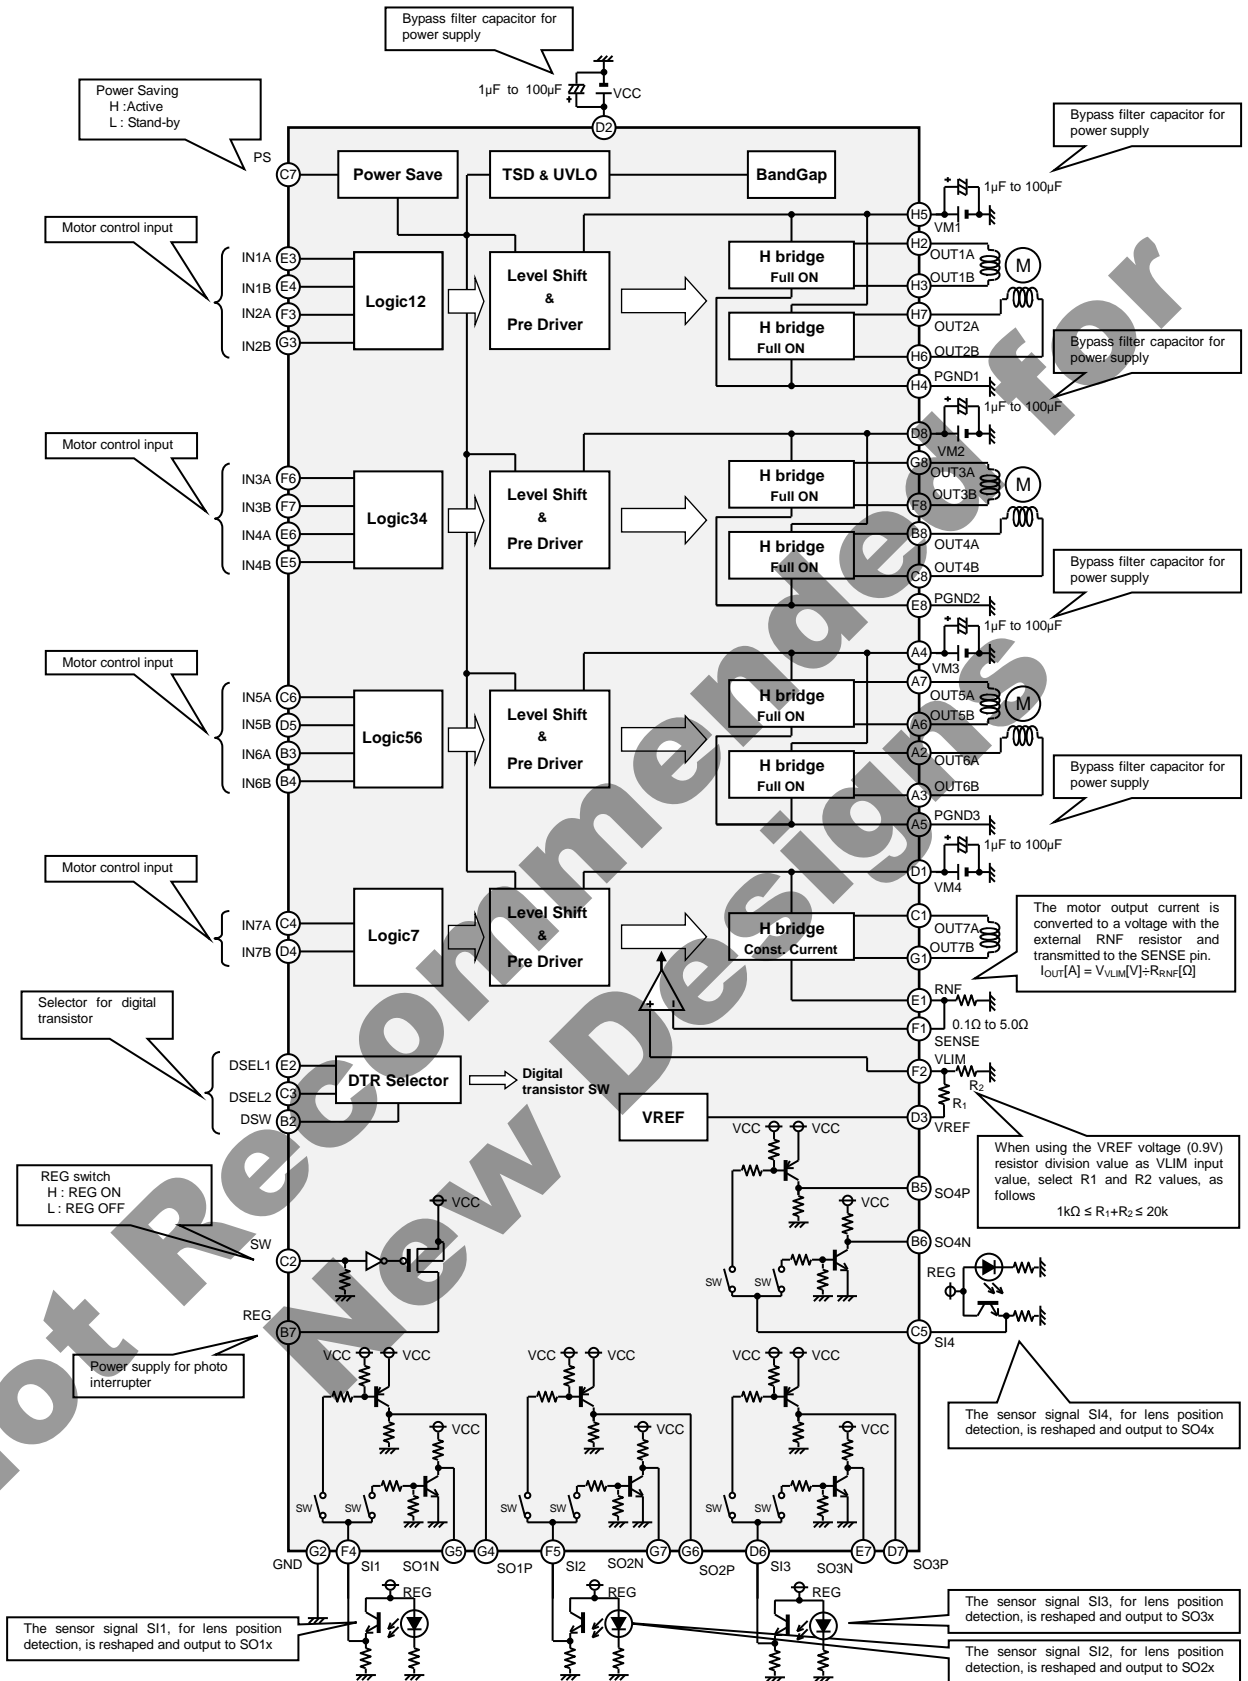 Bypass filter capacitor for
power supply
1µF to 100µF
VCC
D2
Power Saving
H :Active
L : Stand-by
PS
C7
Power Save
TSD & UVLO
BandGap
Bypass filter capacitor for
power supply
1µF to 100µF
H5
VM1
Motor control input
IN1A E3
IN1B E4
IN2A F3
IN2B G3
Logic12
Level Shift
&
Pre Driver
H bridge
Full ON
H bridge
Full ON
H2
OUT1A
OUT1B
H3
M
H7
OUT2A
OUT2B
H6
PGND1
H4
Bypass filter capacitor for
power supply
1µF to 100µF
D8
VM2
Motor control input
IN3A F6
IN3B F7
IN4A E6
IN4B E5
Logic34
Level Shift
&
Pre Driver
H bridge
Full ON
H bridge
Full ON
G8
OUT3A
OUT3B
F8
M
B8
OUT4A
OUT4B
C8
PGND2
E8
Bypass filter capacitor for
power supply
1µF to 100µF
A4
VM3
Motor control input
IN5A C6
IN5B D5
IN6A B3
IN6B B4
Logic56
Level Shift
&
Pre Driver
H bridge
Full ON
H bridge
Full ON
A7
OUT5A
OUT5B
A6
M
A2
OUT6A
OUT6B
A3
PGND3
A5
Bypass filter capacitor for
power supply
1µF to 100µF
D1
VM4
Motor control input
IN7A C4
IN7B D4
Logic7
Level Shift
&
Pre Driver
H bridge
Const. Current
C1
OUT7A
OUT7B
G1
The motor output current is
converted to a voltage with the
external RNF resistor and
transmitted to the SENSE pin.
IOUT[A] = VVLIM[V]÷RRNF[Ω]
RNF
E1
0.1Ω to 5.0Ω
F1
SENSE
+ -
Selector for digital
transistor
DSEL1 E2
DSEL2 C3
DSW B2
DTR Selector
Digital
transistor SW
VREF
VLIM
F2
R2
R1
D3
VREF
When using the VREF voltage (0.9V)
resistor division value as VLIM input
value, select R1 and R2 values, as
follows
1kΩ ≤ R1+R2 ≤ 20k
REG switch
H : REG ON
L : REG OFF
SW
C2
VCC
REG
B7
Power supply for photo
interrupter
VCC VCC
B5 SO4P
VCC
B6 SO4N
SW SW
REG
C5
SI4
The sensor signal SI4, for lens position
detection, is reshaped and output to SO4x
VCC VCC
VCC
SW SW
VCC VCC
VCC
SW SW
VCC VCC
VCC
SW SW
GND G2 F4 SI1 SO1N G5 G4 SO1P F5 SI2 SO2N G7 G6 SO2P D6 SI3 SO3N E7 D7 SO3P
REG
REG
REG
The sensor signal SI1, for lens position
detection, is reshaped and output to SO1x
The sensor signal SI3, for lens position
detection, is reshaped and output to SO3x
The sensor signal SI2, for lens position
detection, is reshaped and output to SO2x
Not Recommended for
New Designs